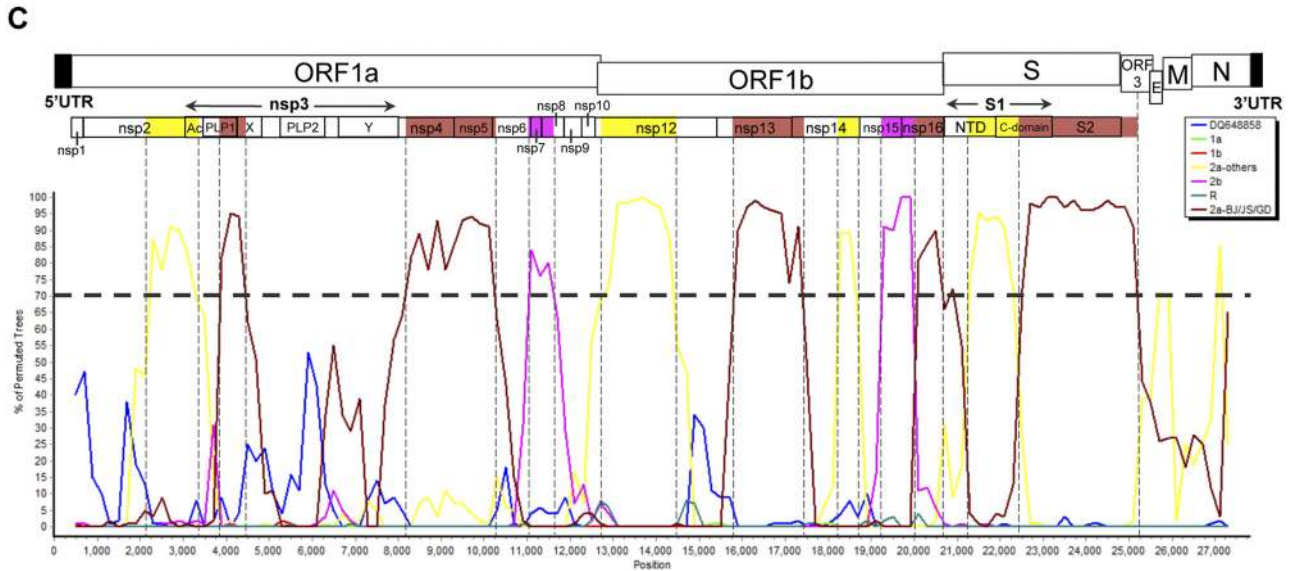 C
ORF1a
ORF1b
S
ORF
3
E
M
N
5'UTR
nsp3
nsp8
nsp10
S1
3'UTR
nsp2
Ac
PLP1
X
PLP2
Y
nsp4
nsp5
nsp6
nsp12
nsp13
nsp14
nsp15
nsp16
NTD
C-domain
S2
nsp1
nsp7
nsp9
DQ648858
1a
1b
2a-others
2b
R
2a-BJ/JS/GD
% of Permuted Trees
100
95
90
85
80
75
70
65
60
55
50
45
40
35
30
25
20
15
10
5
0
0 1,000 2,000 3,000 4,000 5,000 6,000 7,000 8,000 9,000 10,000 11,000 12,000 13,000 14,000 15,000 16,000 17,000 18,000 19,000 20,000 21,000 22,000 23,000 24,000 25,000 26,000 27,000
Position